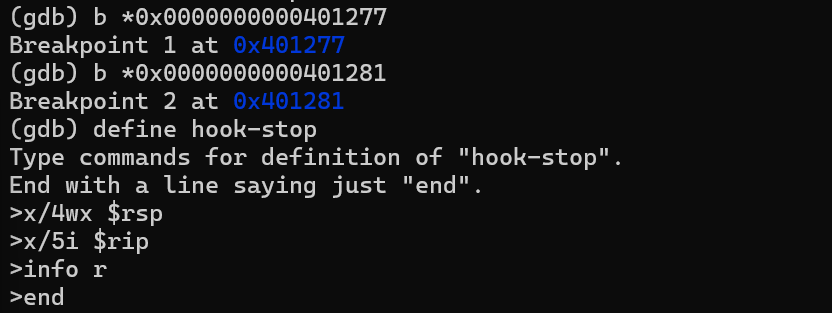 (gdb) b *0x0000000000401277
Breakpoint 1 at 0x401277
(gdb) b *0x0000000000401281
Breakpoint 2 at 0x401281
(gdb) define hook-stop
Type commands for definition of "hook-stop".
End with a line saying just "end".
>x/4wx $rsp
>x/5i $rip
>info r
>end